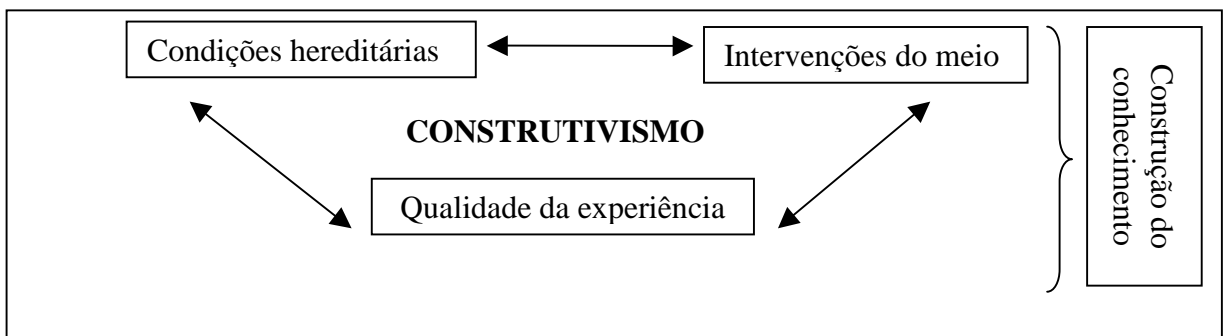 Condições hereditárias
Intervenções do meio
CONSTRUTIVISMO
Qualidade da experiência
Construção do
conhecimento